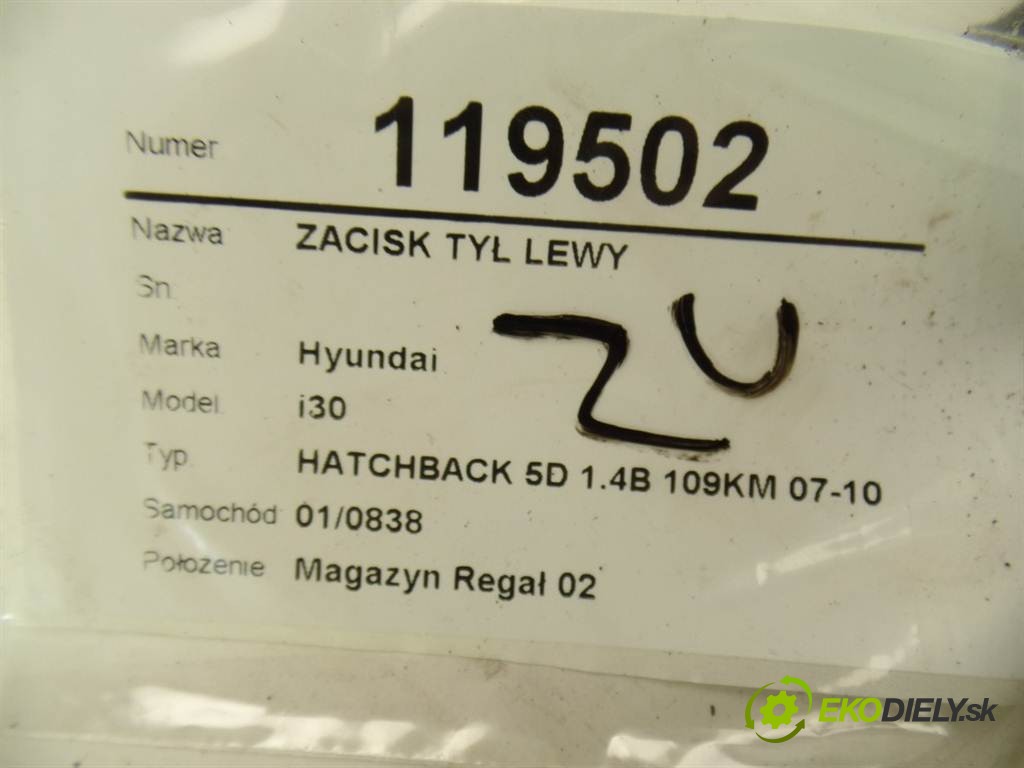 Numer 119502
Nazwa ZACISK TYŁ LEWY
Sn.
ZU
Marka Hyundai
Model i30
Typ HATCHBACK 5D 1.4B 109KM 07-10
Samochód 01/0838
Położenie Magazyn Regał 02
EKODIELY.sk